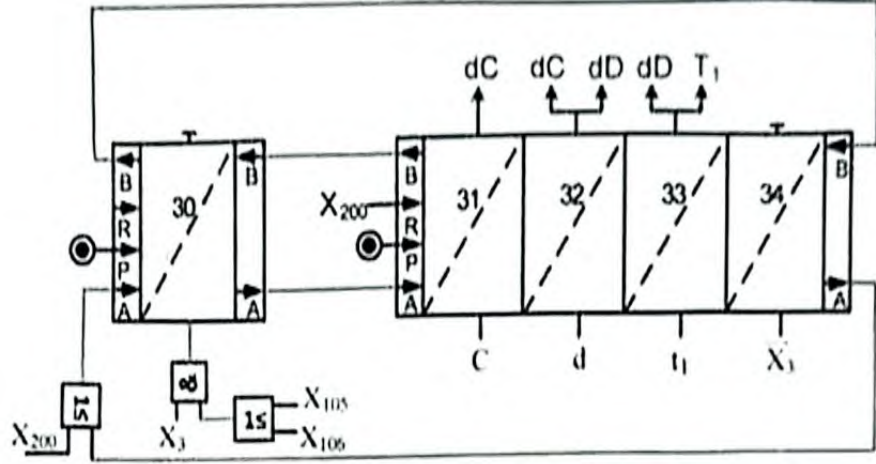 dC dC dD dD T₁
B B B B
30 31 32 33 34
X₂₀₀
R R
P P
A A A A
C d t₁ X₃
≥1 & ≥1 X₁₀₅
X₂₀₀ X₃ X₁₀₆